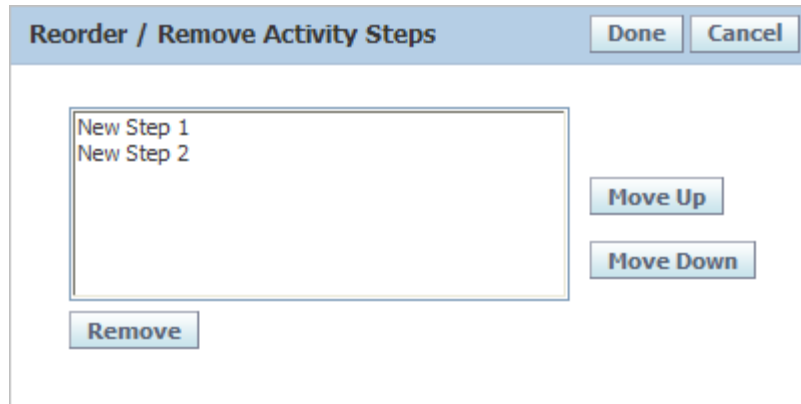 Reorder / Remove Activity Steps
Done
Cancel
New Step 1
New Step 2
Move Up
Move Down
Remove